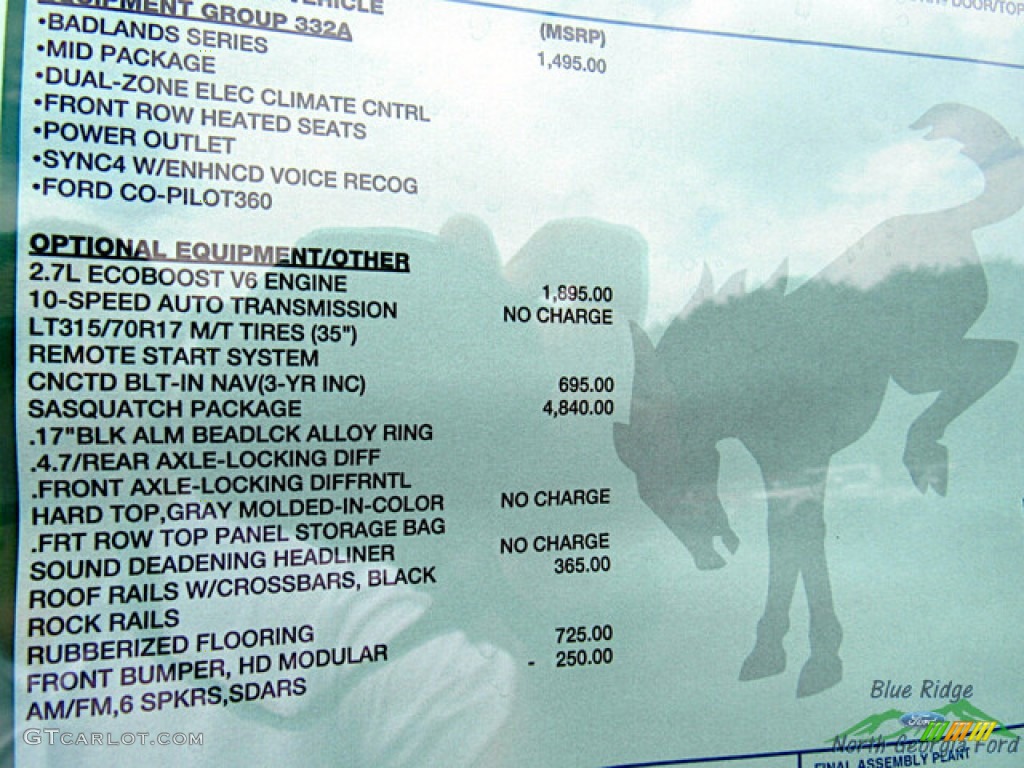 VEHICLE
EQUIPMENT GROUP 332A (MSRP)
•BADLANDS SERIES
•MID PACKAGE 1,495.00
•DUAL-ZONE ELEC CLIMATE CNTRL
•FRONT ROW HEATED SEATS
•POWER OUTLET
•SYNC4 W/ENHNCD VOICE RECOG
•FORD CO-PILOT360
OPTIONAL EQUIPMENT/OTHER
2.7L ECOBOOST V6 ENGINE 1,895.00
10-SPEED AUTO TRANSMISSION NO CHARGE
LT315/70R17 M/T TIRES (35")
REMOTE START SYSTEM
CNCTD BLT-IN NAV(3-YR INC) 695.00
SASQUATCH PACKAGE 4,840.00
.17"BLK ALM BEADLCK ALLOY RING
.4.7/REAR AXLE-LOCKING DIFF
.FRONT AXLE-LOCKING DIFFRNTL
HARD TOP,GRAY MOLDED-IN-COLOR NO CHARGE
.FRT ROW TOP PANEL STORAGE BAG
SOUND DEADENING HEADLINER NO CHARGE
ROOF RAILS W/CROSSBARS, BLACK 365.00
ROCK RAILS
RUBBERIZED FLOORING
FRONT BUMPER, HD MODULAR 725.00
AM/FM,6 SPKRS,SDARS - 250.00
DOOR/TOP
FINAL ASSEMBLY PLANT
Blue Ridge
Ford
North Georgia Ford
GTcarlot.com